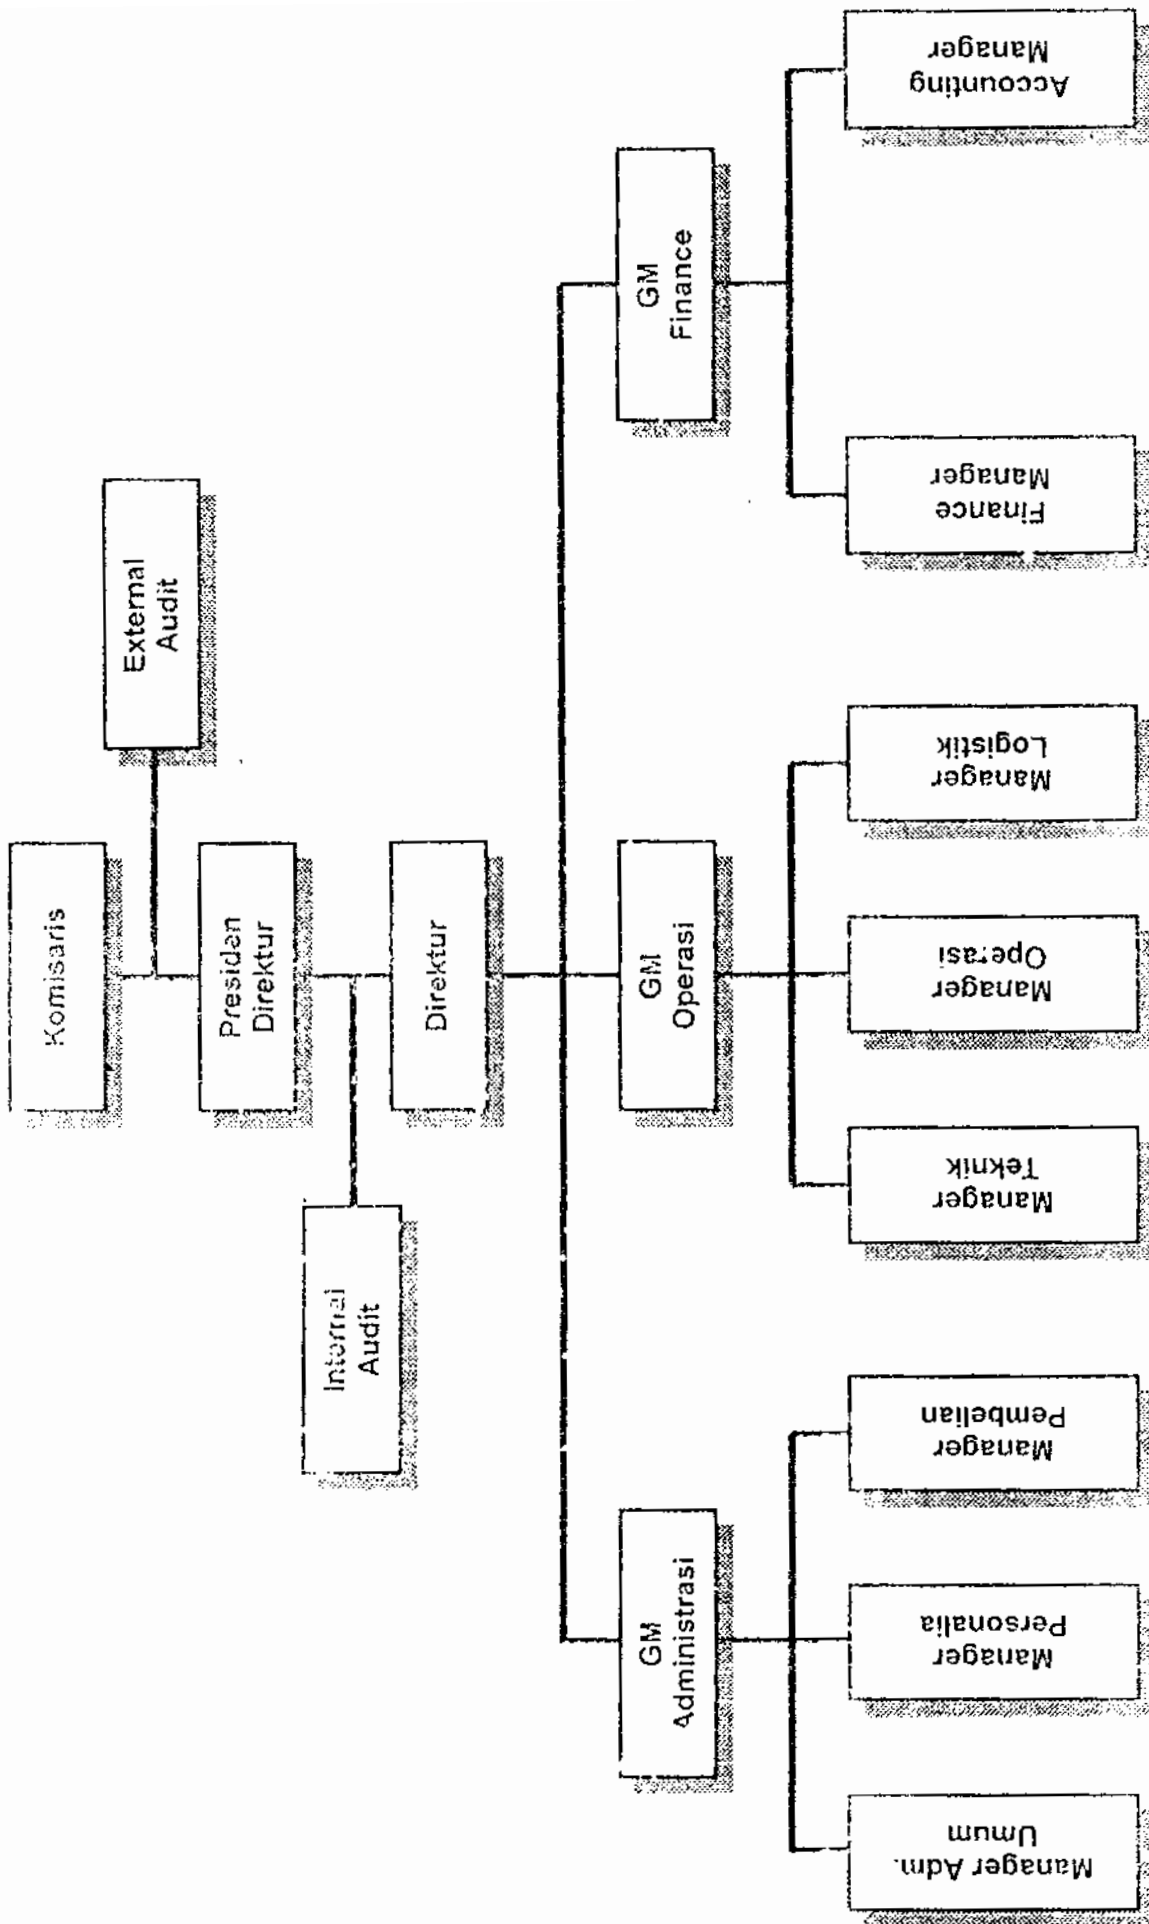 Komisaris
External
Audit
Presiden
Direktur
Internal
Audit
Direktur
GM
Administrasi
GM
Operasi
GM
Finance
Manager Adm.
Umum
Manager
Personalia
Manager
Pembelian
Manager
Teknik
Manager
Operasi
Manager
Logistik
Finance
Manager
Accounting
Manager